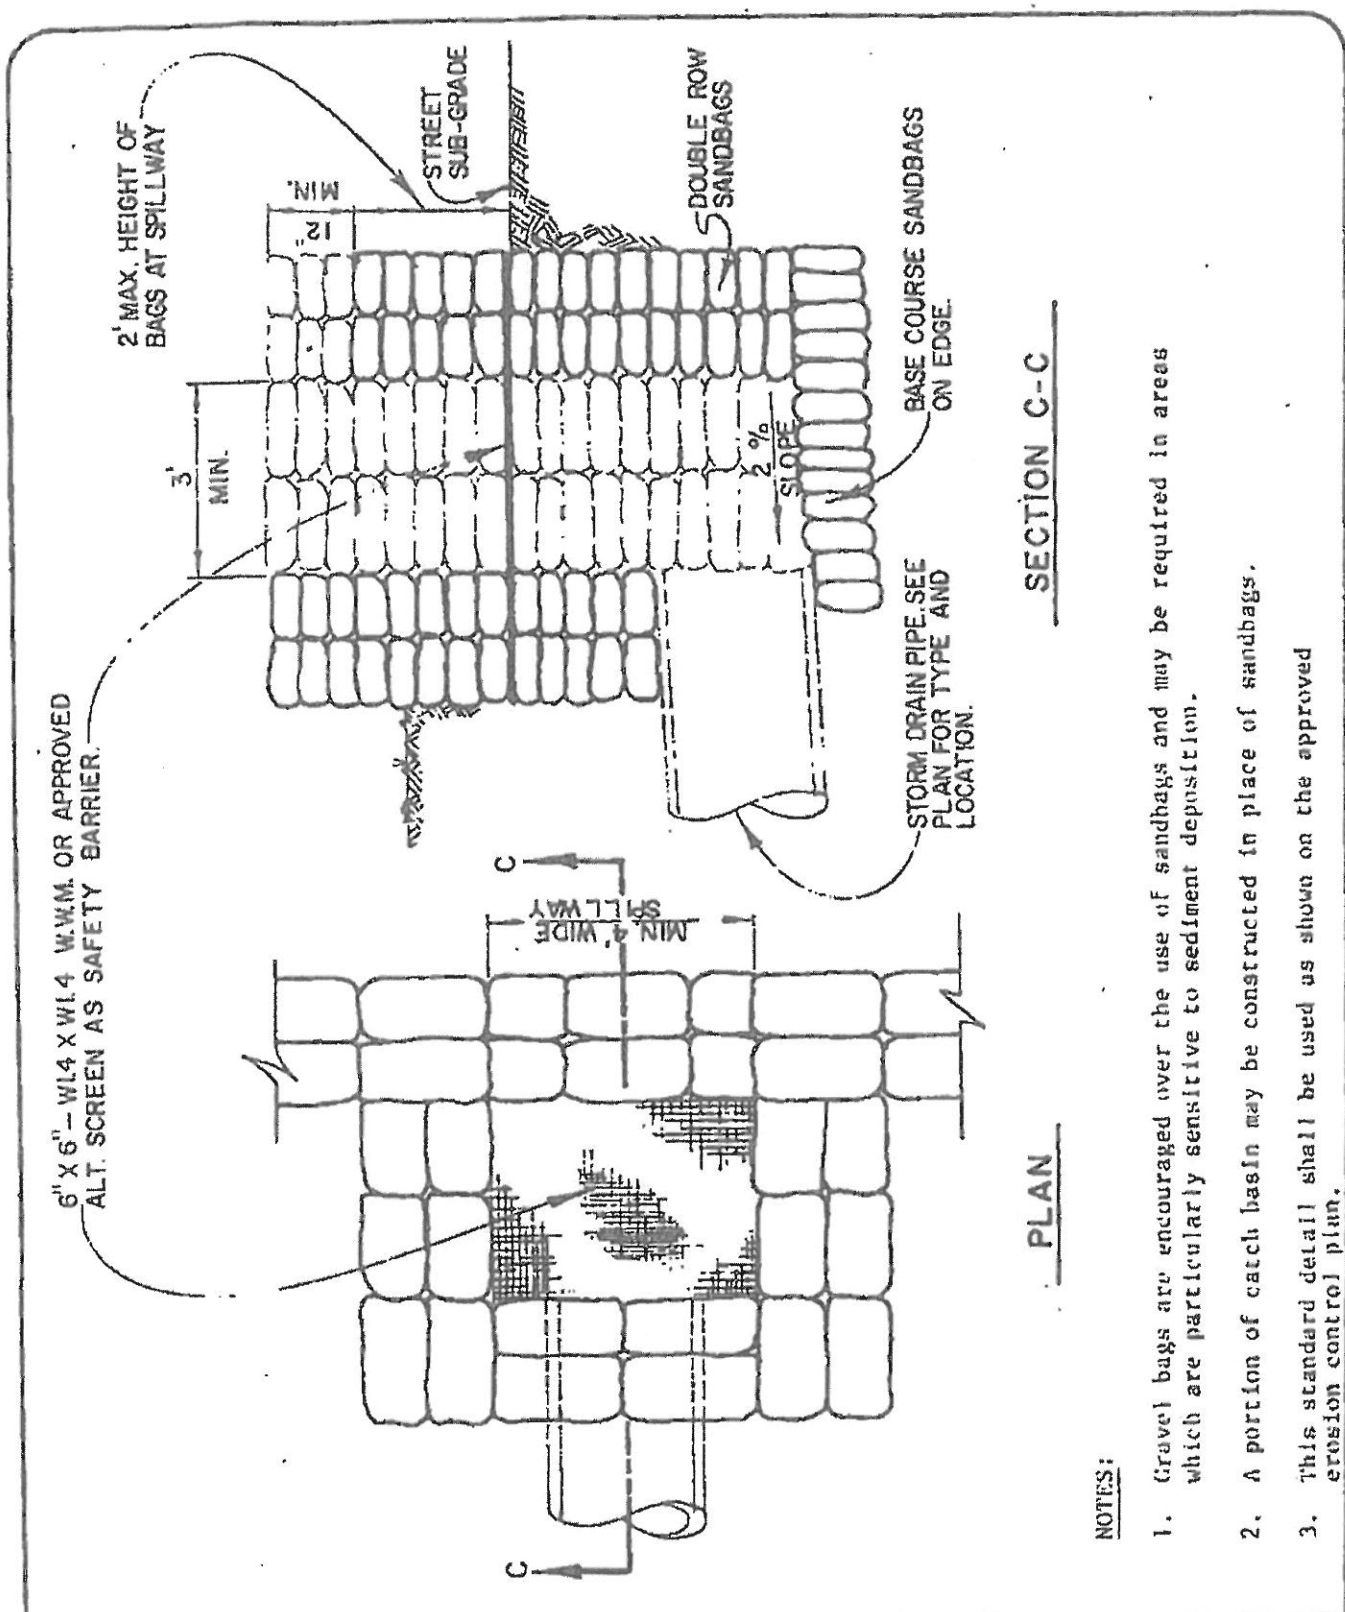 6" X 6" - W1.4 X W1.4 W.W.M. OR APPROVED
ALT. SCREEN AS SAFETY BARRIER.
2' MAX. HEIGHT OF
BAGS AT SPILLWAY
3'
MIN.
12"
MIN.
STREET
SUB-GRADE
DOUBLE ROW
SANDBAGS
2 %
SLOPE
BASE COURSE SANDBAGS
ON EDGE.
STORM DRAIN PIPE. SEE
PLAN FOR TYPE AND
LOCATION.
SECTION C-C
C
MIN. 4' WIDE
SPILLWAY
C
PLAN
NOTES:
1. Gravel bags are encouraged over the use of sandbags and may be required in areas
which are particularly sensitive to sediment deposition.
2. A portion of catch basin may be constructed in place of sandbags.
3. This standard detail shall be used as shown on the approved
erosion control plan.